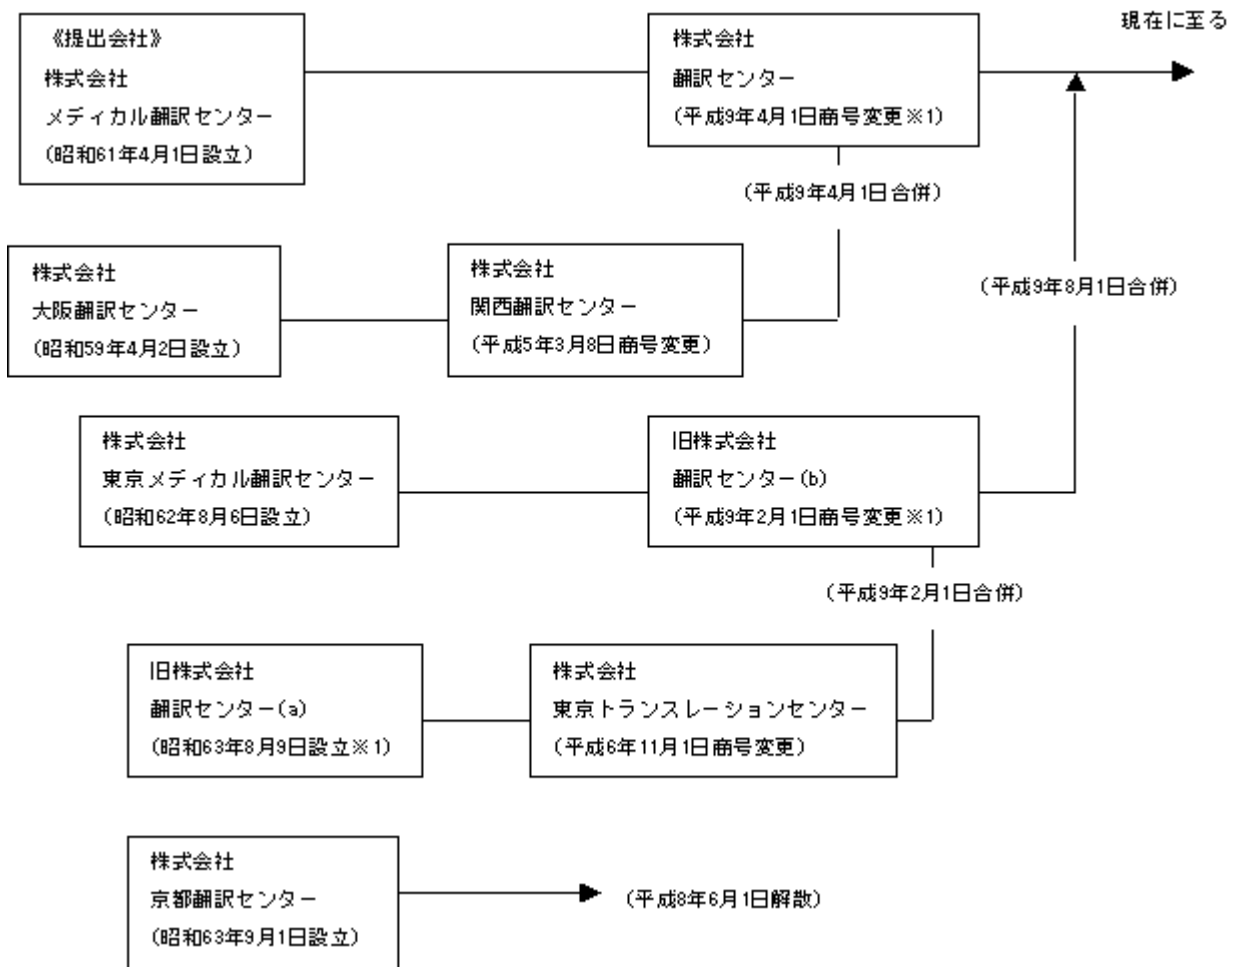 現在に至る
《提出会社》
株式会社
メディカル翻訳センター
(昭和61年4月1日設立)
株式会社
翻訳センター
(平成9年4月1日商号変更※1)
(平成9年4月1日合併)
株式会社
大阪翻訳センター
(昭和59年4月2日設立)
株式会社
関西翻訳センター
(平成5年3月8日商号変更)
(平成9年8月1日合併)
株式会社
東京メディカル翻訳センター
(昭和62年8月6日設立)
旧株式会社
翻訳センター(b)
(平成9年2月1日商号変更※1)
(平成9年2月1日合併)
旧株式会社
翻訳センター(a)
(昭和63年8月9日設立※1)
株式会社
東京トランスレーションセンター
(平成6年11月1日商号変更)
株式会社
京都翻訳センター
(昭和63年9月1日設立)
(平成8年6月1日解散)